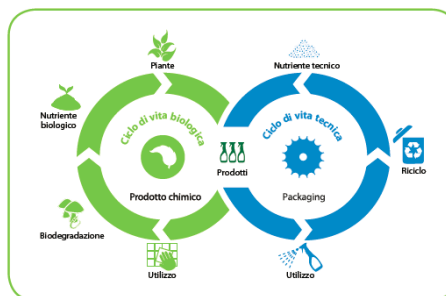 Piante
Nutriente tecnico
Nutriente
biologico
Ciclo di vita biologica
Ciclo di vita tecnica
Prodotti
Riciclo
Prodotto chimico
Packaging
Biodegradazione
Utilizzo
Utilizzo